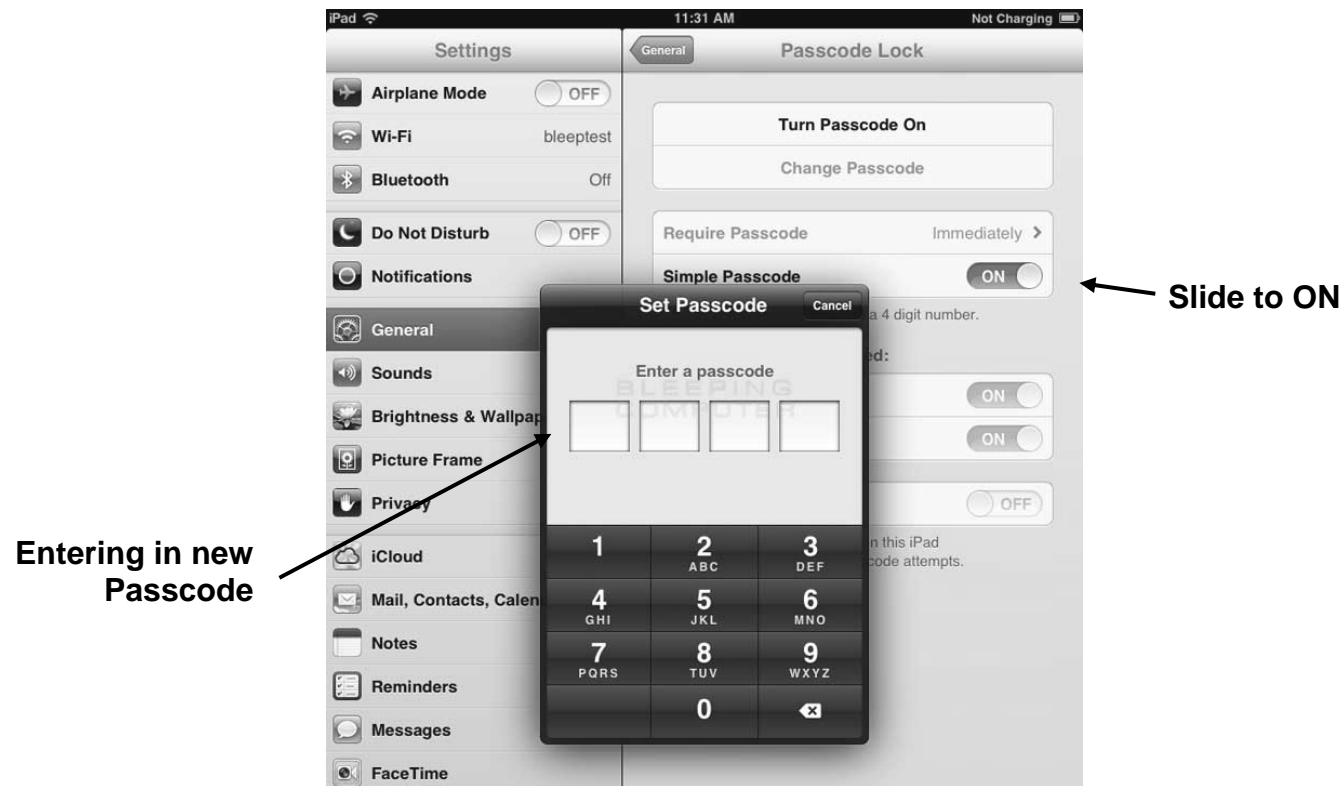 iPad 11:31 AM Not Charging
Settings
General Passcode Lock
Airplane Mode OFF
Wi-Fi bleeptest
Bluetooth Off
Do Not Disturb OFF
Notifications
General
Sounds
Brightness & Wallpap
Picture Frame
Privacy
iCloud
Mail, Contacts, Calen
Notes
Reminders
Messages
FaceTime
Turn Passcode On
Change Passcode
Require Passcode Immediately
Simple Passcode ON
a 4 digit number.
ed:
ON
ON
OFF
n this iPad
code attempts.
Set Passcode Cancel
Enter a passcode
BLEEPING
COMPUTER
1 2 3
ABC DEF
4 5 6
GHI JKL MNO
7 8 9
PQRS TUV WXYZ
0
Slide to ON
Entering in new
Passcode